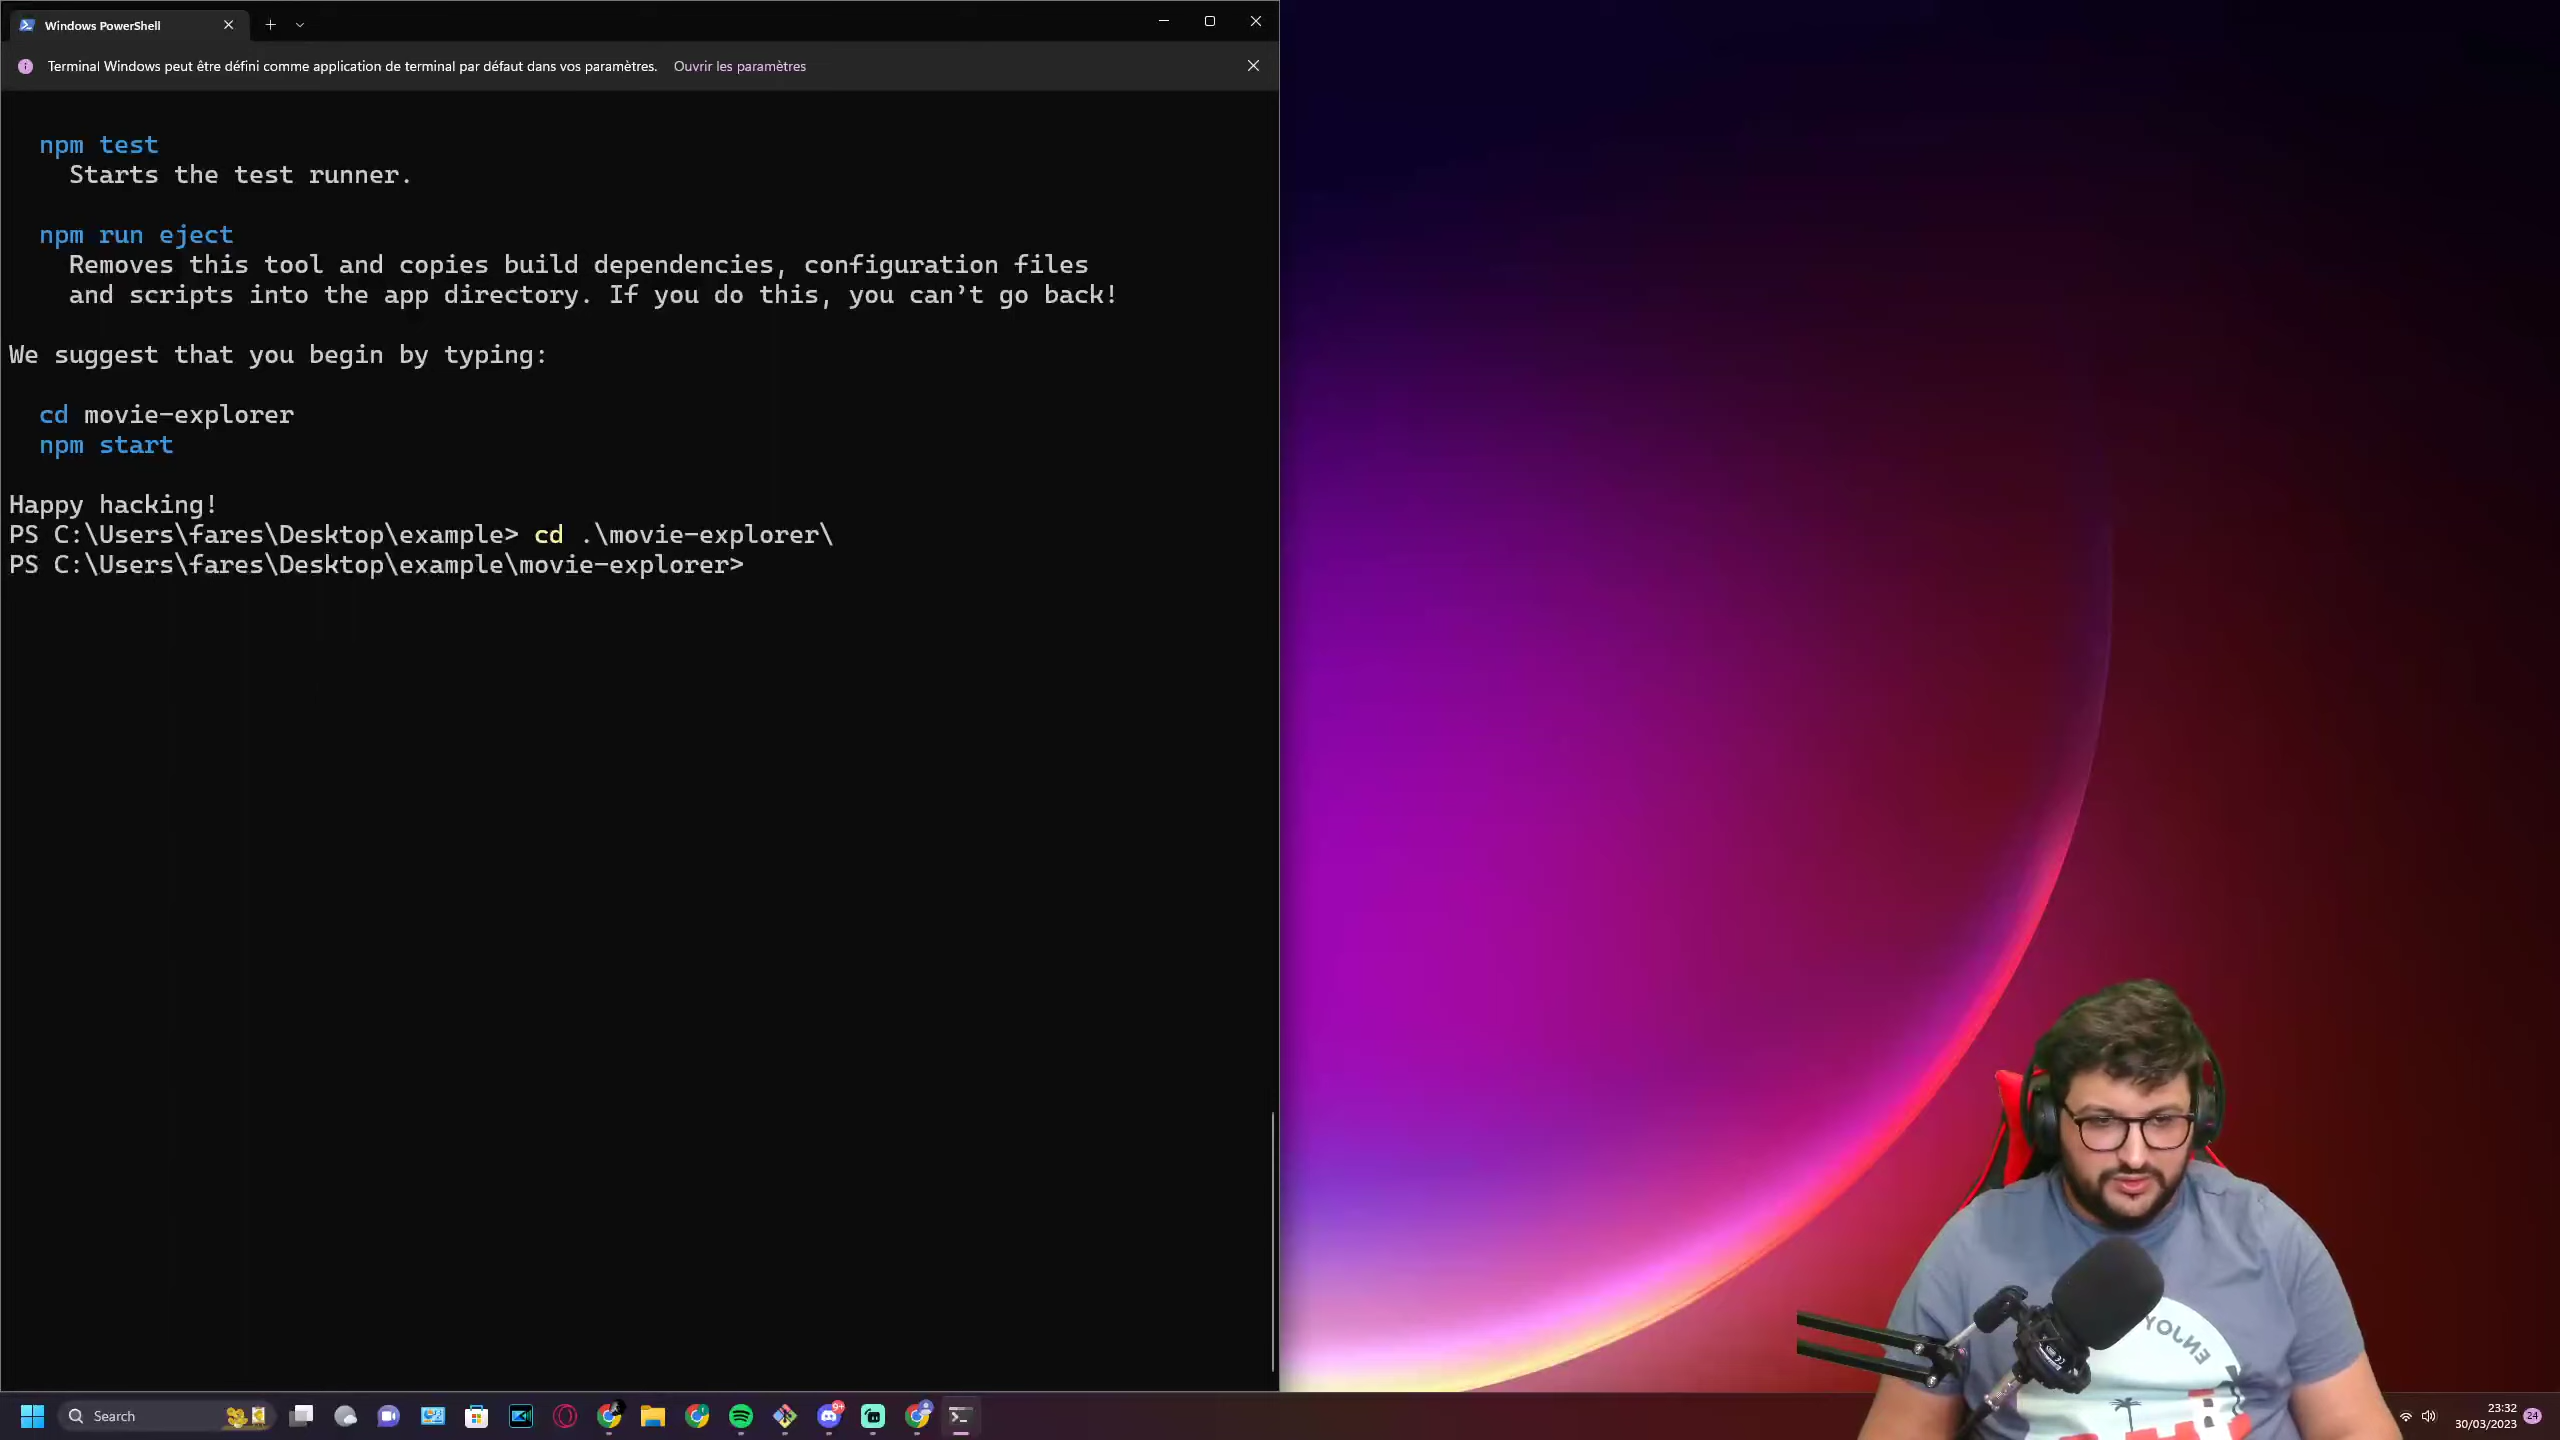 Windows PowerShell
Terminal Windows peut être défini comme application de terminal par défaut dans vos paramètres. Ouvrir les paramètres
npm test
Starts the test runner.
npm run eject
Removes this tool and copies build dependencies, configuration files
and scripts into the app directory. If you do this, you can’t go back!
We suggest that you begin by typing:
cd movie-explorer
npm start
Happy hacking!
PS C:\Users\fares\Desktop\example> cd .\movie-explorer\
PS C:\Users\fares\Desktop\example\movie-explorer>
ENJOY
Search
9+
23:32
30/03/2023
24